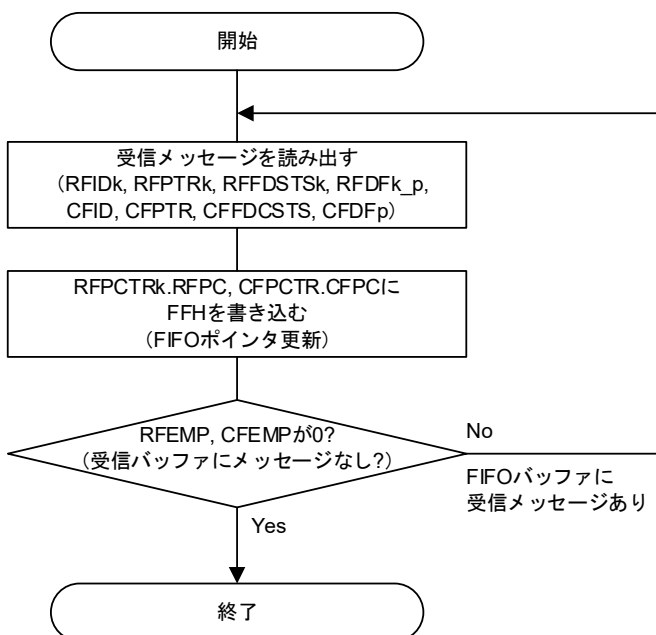 開始
受信メッセージを読み出す
（RFIDk, RFPTRk, RFFDSTSk, RFDFk_p,
CFID, CFPTR, CFFDCSTS, CFDFp）
RFPCTRk.RFPC, CFPCTR.CFPCに
FFHを書き込む
（FIFOポインタ更新）
RFEMP, CFEMPが0?
（受信バッファにメッセージなし?）
No
FIFOバッファに
受信メッセージあり
Yes
終了